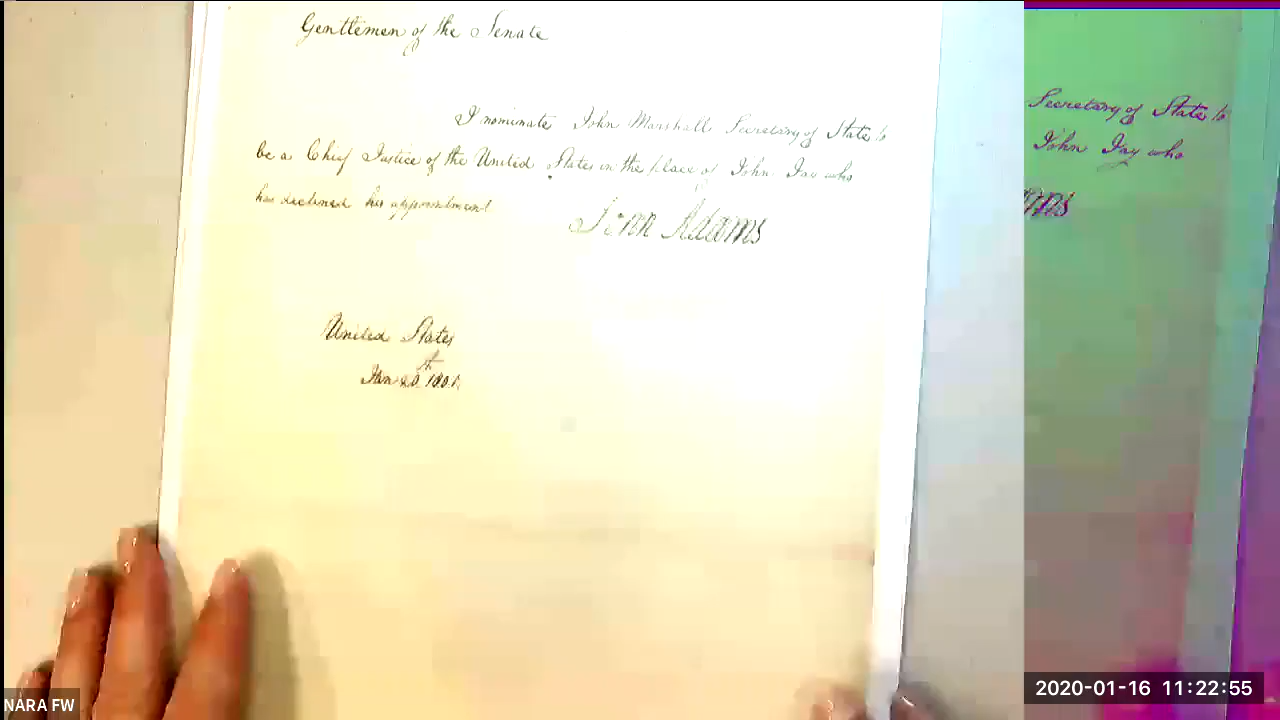 Gentlemen of the Senate
I nominate John Marshall Secretary of State to
be a Chief Justice of the United States in the place of John Jay who
has declined his appointment
John Adams
United States
Jan 20th 1801.
Secretary of State to
John Jay who
ms
NARA FW
2020-01-16 11:22:55